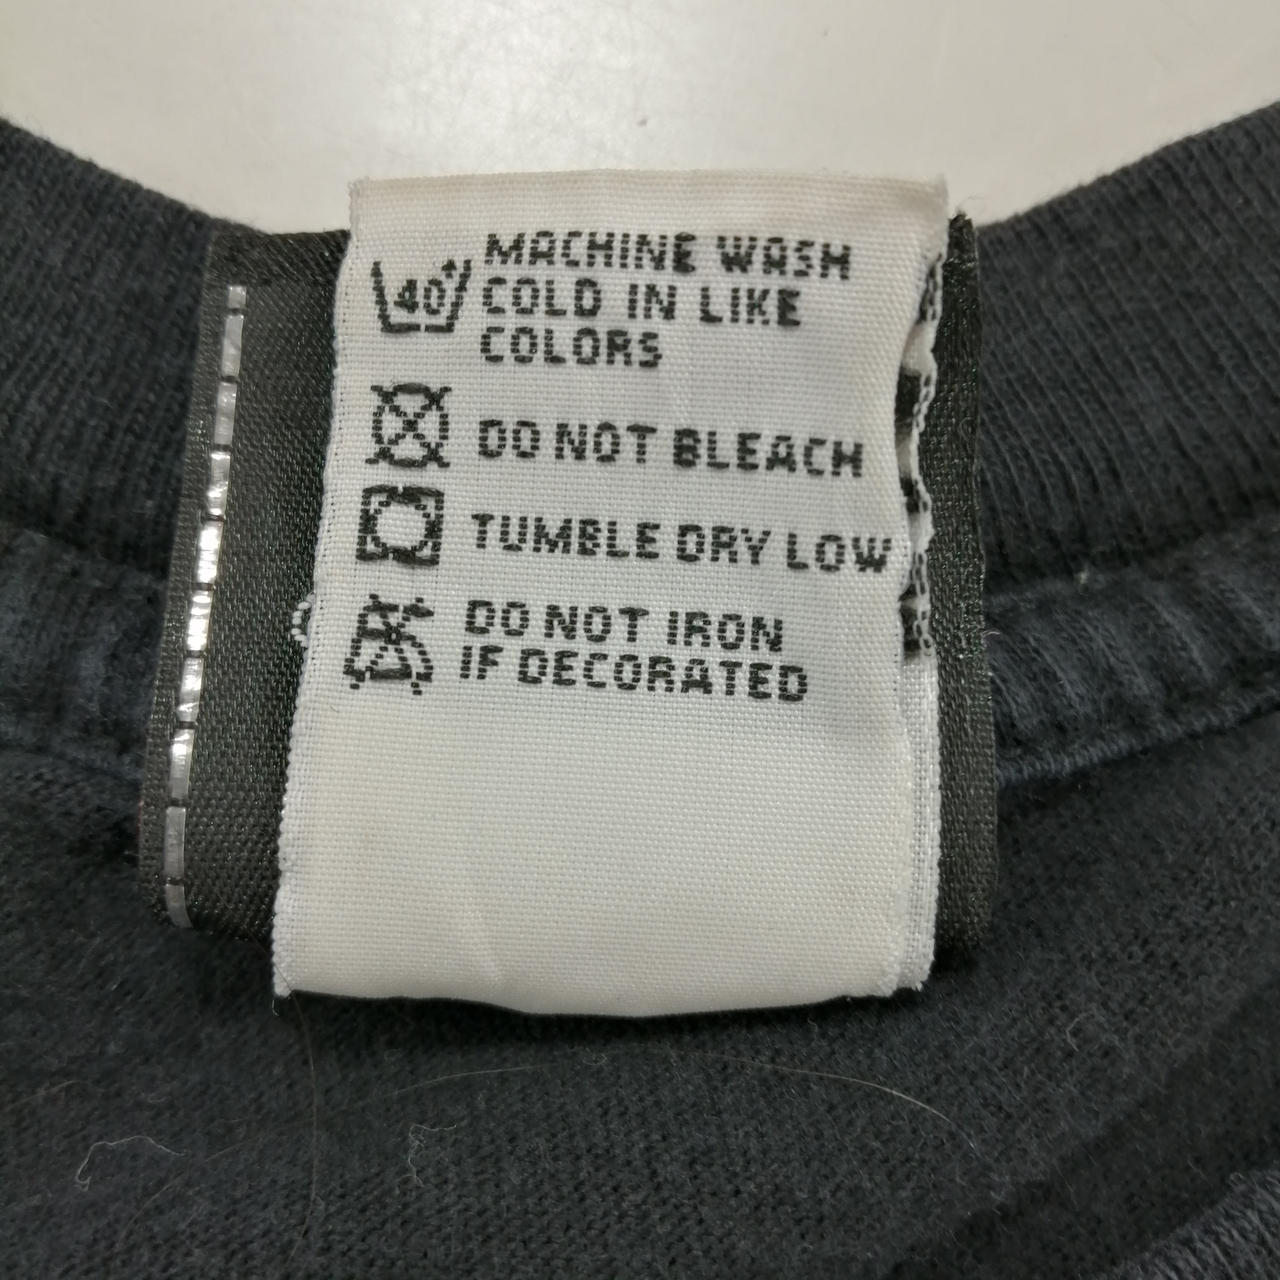 MACHINE WASH
40° COLD IN LIKE
COLORS
DO NOT BLEACH
TUMBLE DRY LOW
DO NOT IRON
IF DECORATED